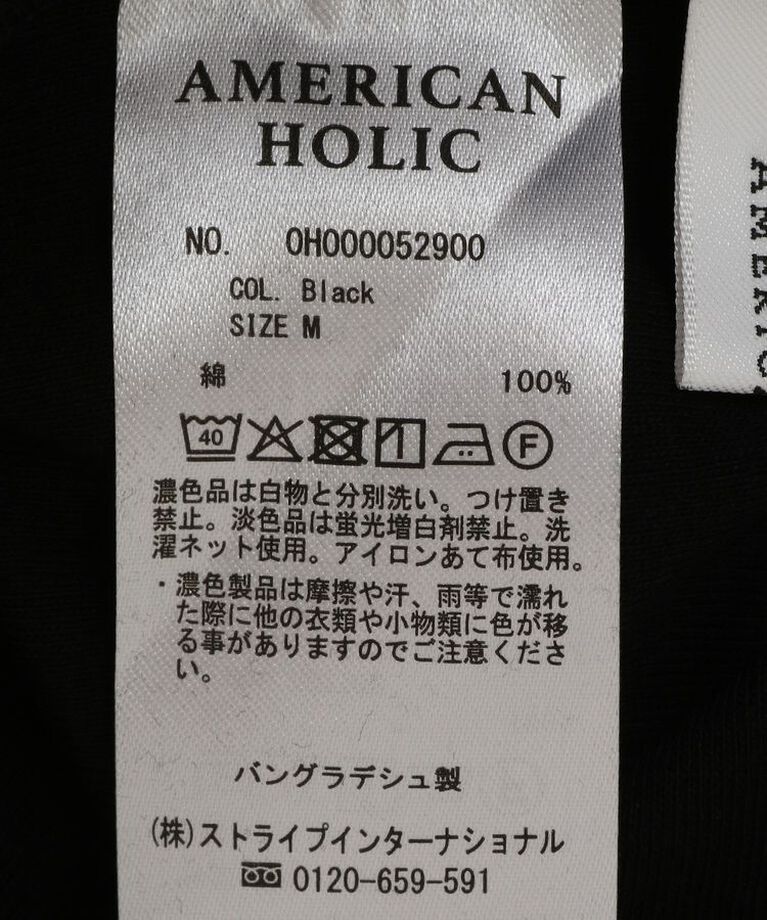 AMERICAN
HOLIC
NO. OH000052900
COL. Black
SIZE M
綿 100%
40 F
濃色品は白物と分別洗い。つけ置き
禁止。淡色品は蛍光増白剤禁止。洗
濯ネット使用。アイロンあて布使用。
・濃色製品は摩擦や汗、雨等で濡れ
た際に他の衣類や小物類に色が移
る事がありますのでご注意くださ
い。
バングラデシュ製
(株)ストライプインターナショナル
0120-659-591